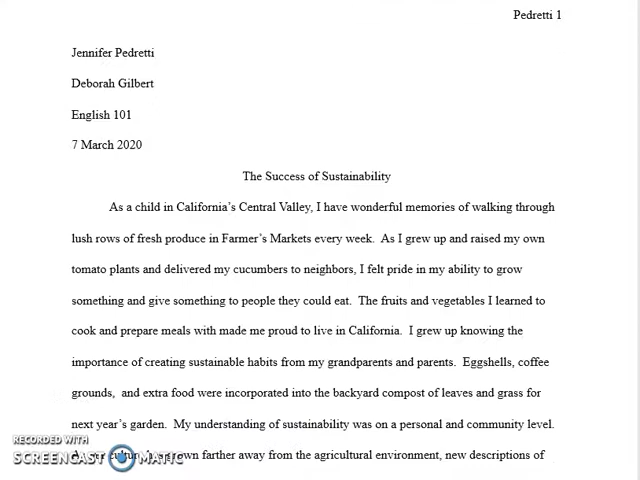 Pedretti 1
Jennifer Pedretti
Deborah Gilbert
English 101
7 March 2020
The Success of Sustainability
As a child in California’s Central Valley, I have wonderful memories of walking through
lush rows of fresh produce in Farmer’s Markets every week.  As I grew up and raised my own
tomato plants and delivered my cucumbers to neighbors, I felt pride in my ability to grow
something and give something to people they could eat.  The fruits and vegetables I learned to
cook and prepare meals with made me proud to live in California.  I grew up knowing the
importance of creating sustainable habits from my grandparents and parents.  Eggshells, coffee
grounds,  and extra food were incorporated into the backyard compost of leaves and grass for
next year’s garden.  My understanding of sustainability was on a personal and community level.
farther away from the agricultural environment, new descriptions of
RECORDED WITH
SCREENCAST MATIC